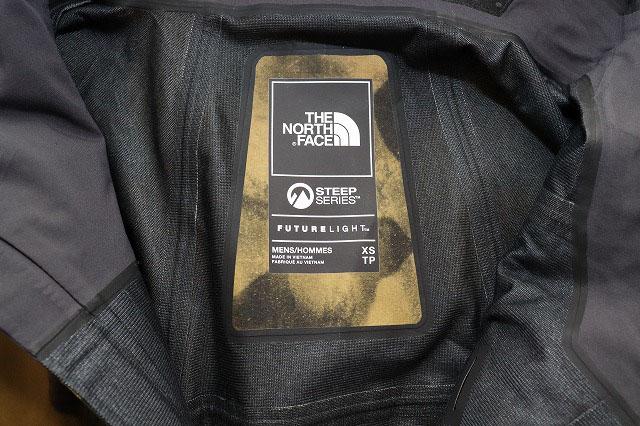 THE
NORTH
FACE®
STEEP
SERIES™
FUTURELIGHT™
MENS/HOMMES XS
MADE IN VIETNAM TP
FABRIQUÉ AU VIETNAM